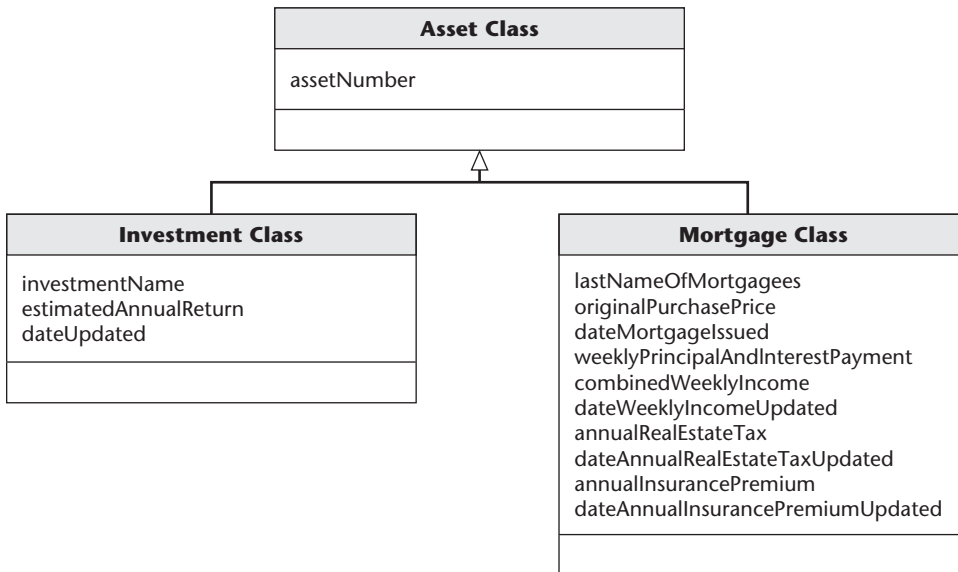 Asset Class
assetNumber
Investment Class
investmentName
estimatedAnnualReturn
dateUpdated
Mortgage Class
lastNameOfMortgagees
originalPurchasePrice
dateMortgageIssued
weeklyPrincipalAndInterestPayment
combinedWeeklyIncome
dateWeeklyIncomeUpdated
annualRealEstateTax
dateAnnualRealEstateTaxUpdated
annualInsurancePremium
dateAnnualInsurancePremiumUpdated